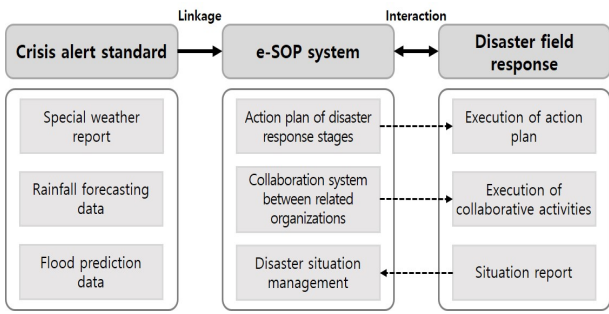 Linkage
Interaction
Crisis alert standard
e-SOP system
Disaster field
response
Special weather
report
Rainfall forecasting
data
Flood prediction
data
Action plan of disaster
response stages
Collaboration system
between related
organizations
Disaster situation
management
Execution of action
plan
Execution of
collaborative activities
Situation report